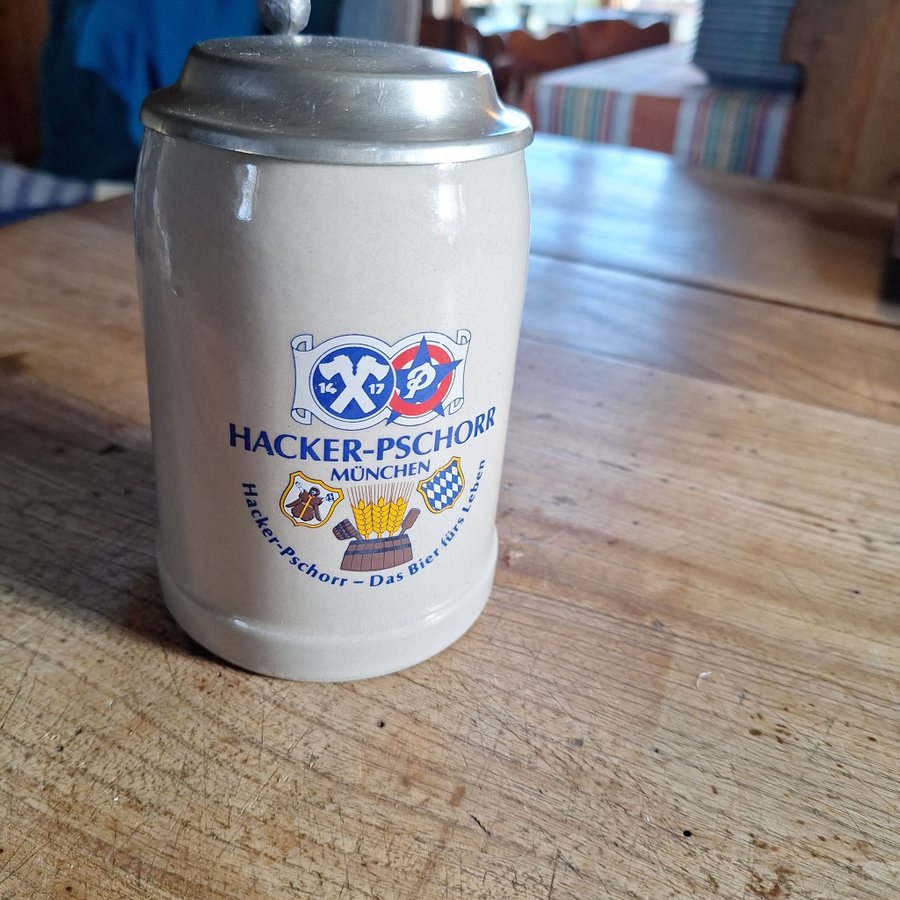 14 17 P
HACKER-PSCHORR
MÜNCHEN
Hacker-Pschorr – Das Bier fürs Leben